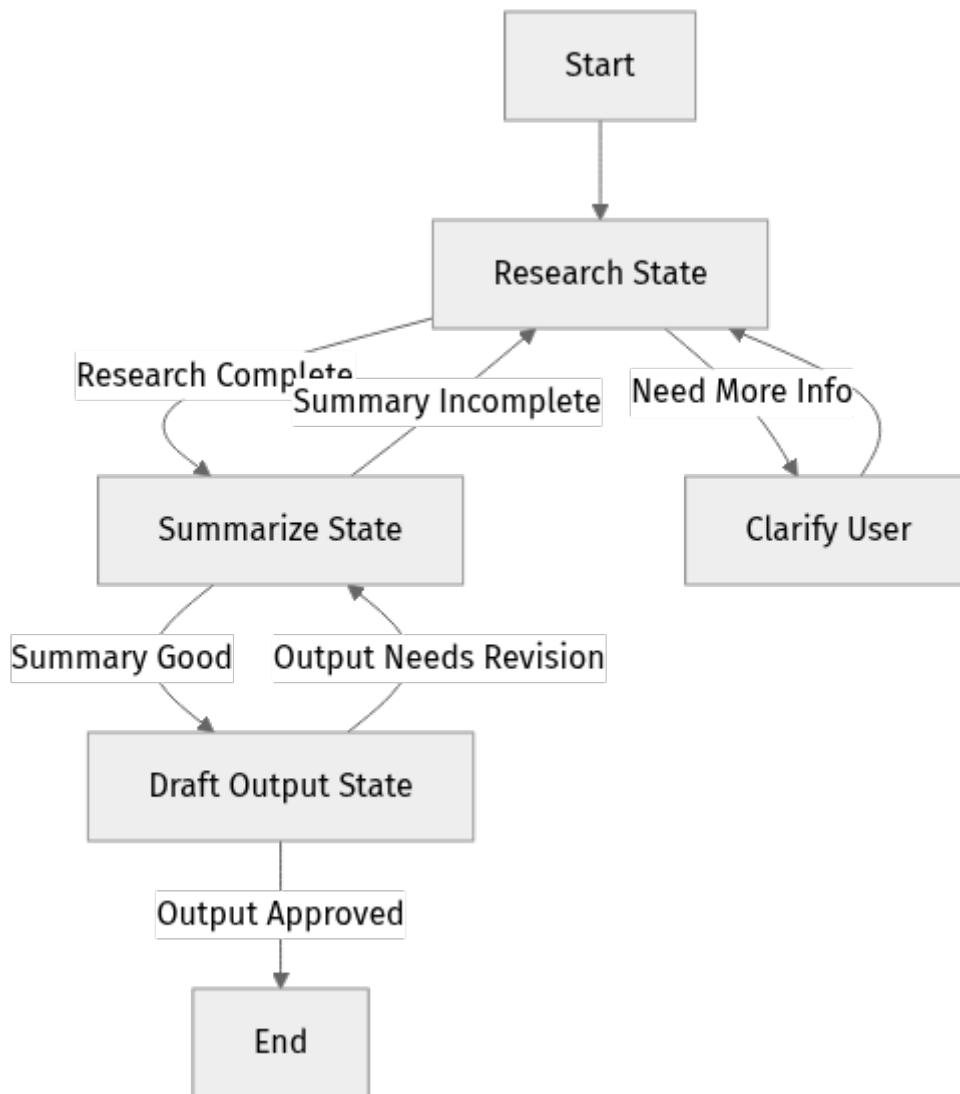 Start
Research State
Research Complete
Summary Incomplete
Need More Info
Summarize State
Clarify User
Summary Good
Output Needs Revision
Draft Output State
Output Approved
End